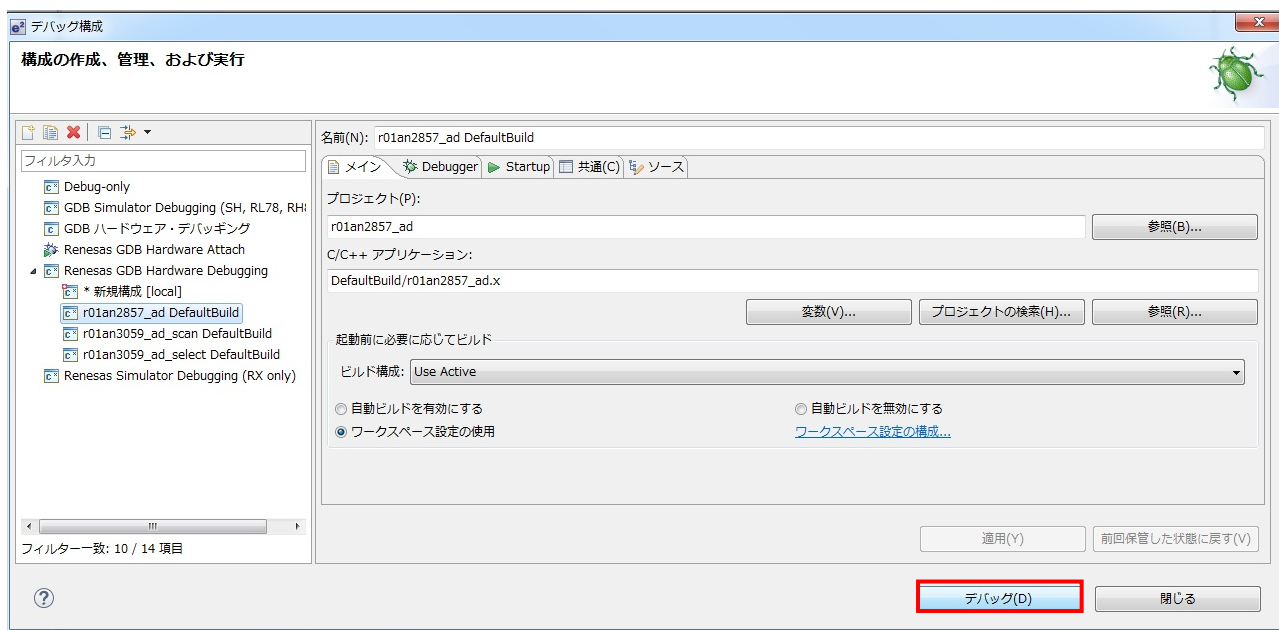 e² デバッグ構成
構成の作成、管理、および実行
フィルタ入力
Debug-only
GDB Simulator Debugging (SH, RL78, RH
GDB ハードウェア・デバッギング
Renesas GDB Hardware Attach
Renesas GDB Hardware Debugging
* 新規構成 [local]
r01an2857_ad DefaultBuild
r01an3059_ad_scan DefaultBuild
r01an3059_ad_select DefaultBuild
Renesas Simulator Debugging (RX only)
フィルター一致: 10 / 14 項目
名前(N): r01an2857_ad DefaultBuild
メイン Debugger Startup 共通(C) ソース
プロジェクト(P):
r01an2857_ad 参照(B)...
C/C++ アプリケーション:
DefaultBuild/r01an2857_ad.x
変数(V)... プロジェクトの検索(H)... 参照(R)...
起動前に必要に応じてビルド
ビルド構成: Use Active
自動ビルドを有効にする 自動ビルドを無効にする
ワークスペース設定の使用 ワークスペース設定の構成...
適用(Y) 前回保管した状態に戻す(V)
? デバッグ(D) 閉じる